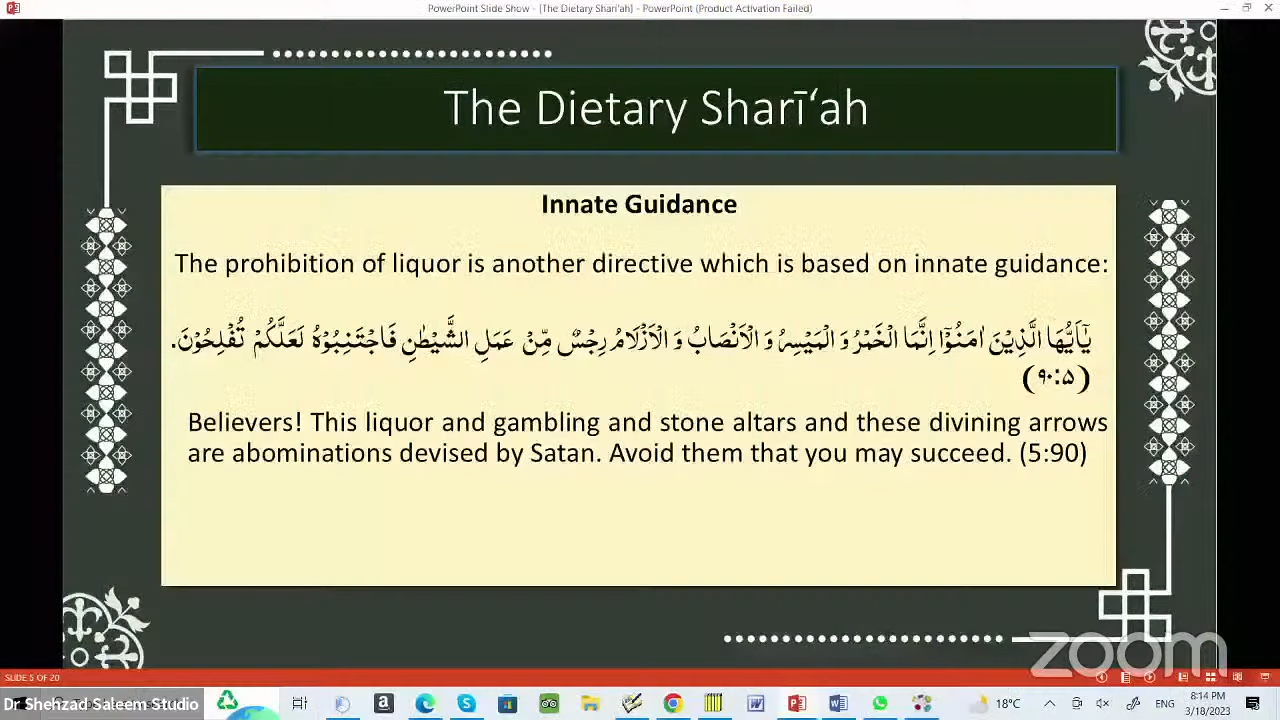 PowerPoint Slide Show - [The Dietary Shari'ah] - PowerPoint (Product Activation Failed)
The Dietary Sharī‘ah
Innate Guidance
The prohibition of liquor is another directive which is based on innate guidance:
يٰٓاَيُّهَا الَّذِيْنَ اٰمَنُوْٓا اِنَّمَا الْخَمْرُ وَ الْمَيْسِرُ وَ الْاَنْصَابُ وَ الْاَزْلَامُ رِجْسٌ مِّنْ عَمَلِ الشَّيْطٰنِ فَاجْتَنِبُوْهُ لَعَلَّكُمْ تُفْلِحُوْنَ.
(۹۰:۵)
Believers! This liquor and gambling and stone altars and these divining arrows
are abominations devised by Satan. Avoid them that you may succeed. (5:90)
zoom
SLIDE 5 OF 20
Dr Shehzad Saleem Studio
18°C
ENG
8:14 PM
3/18/2023